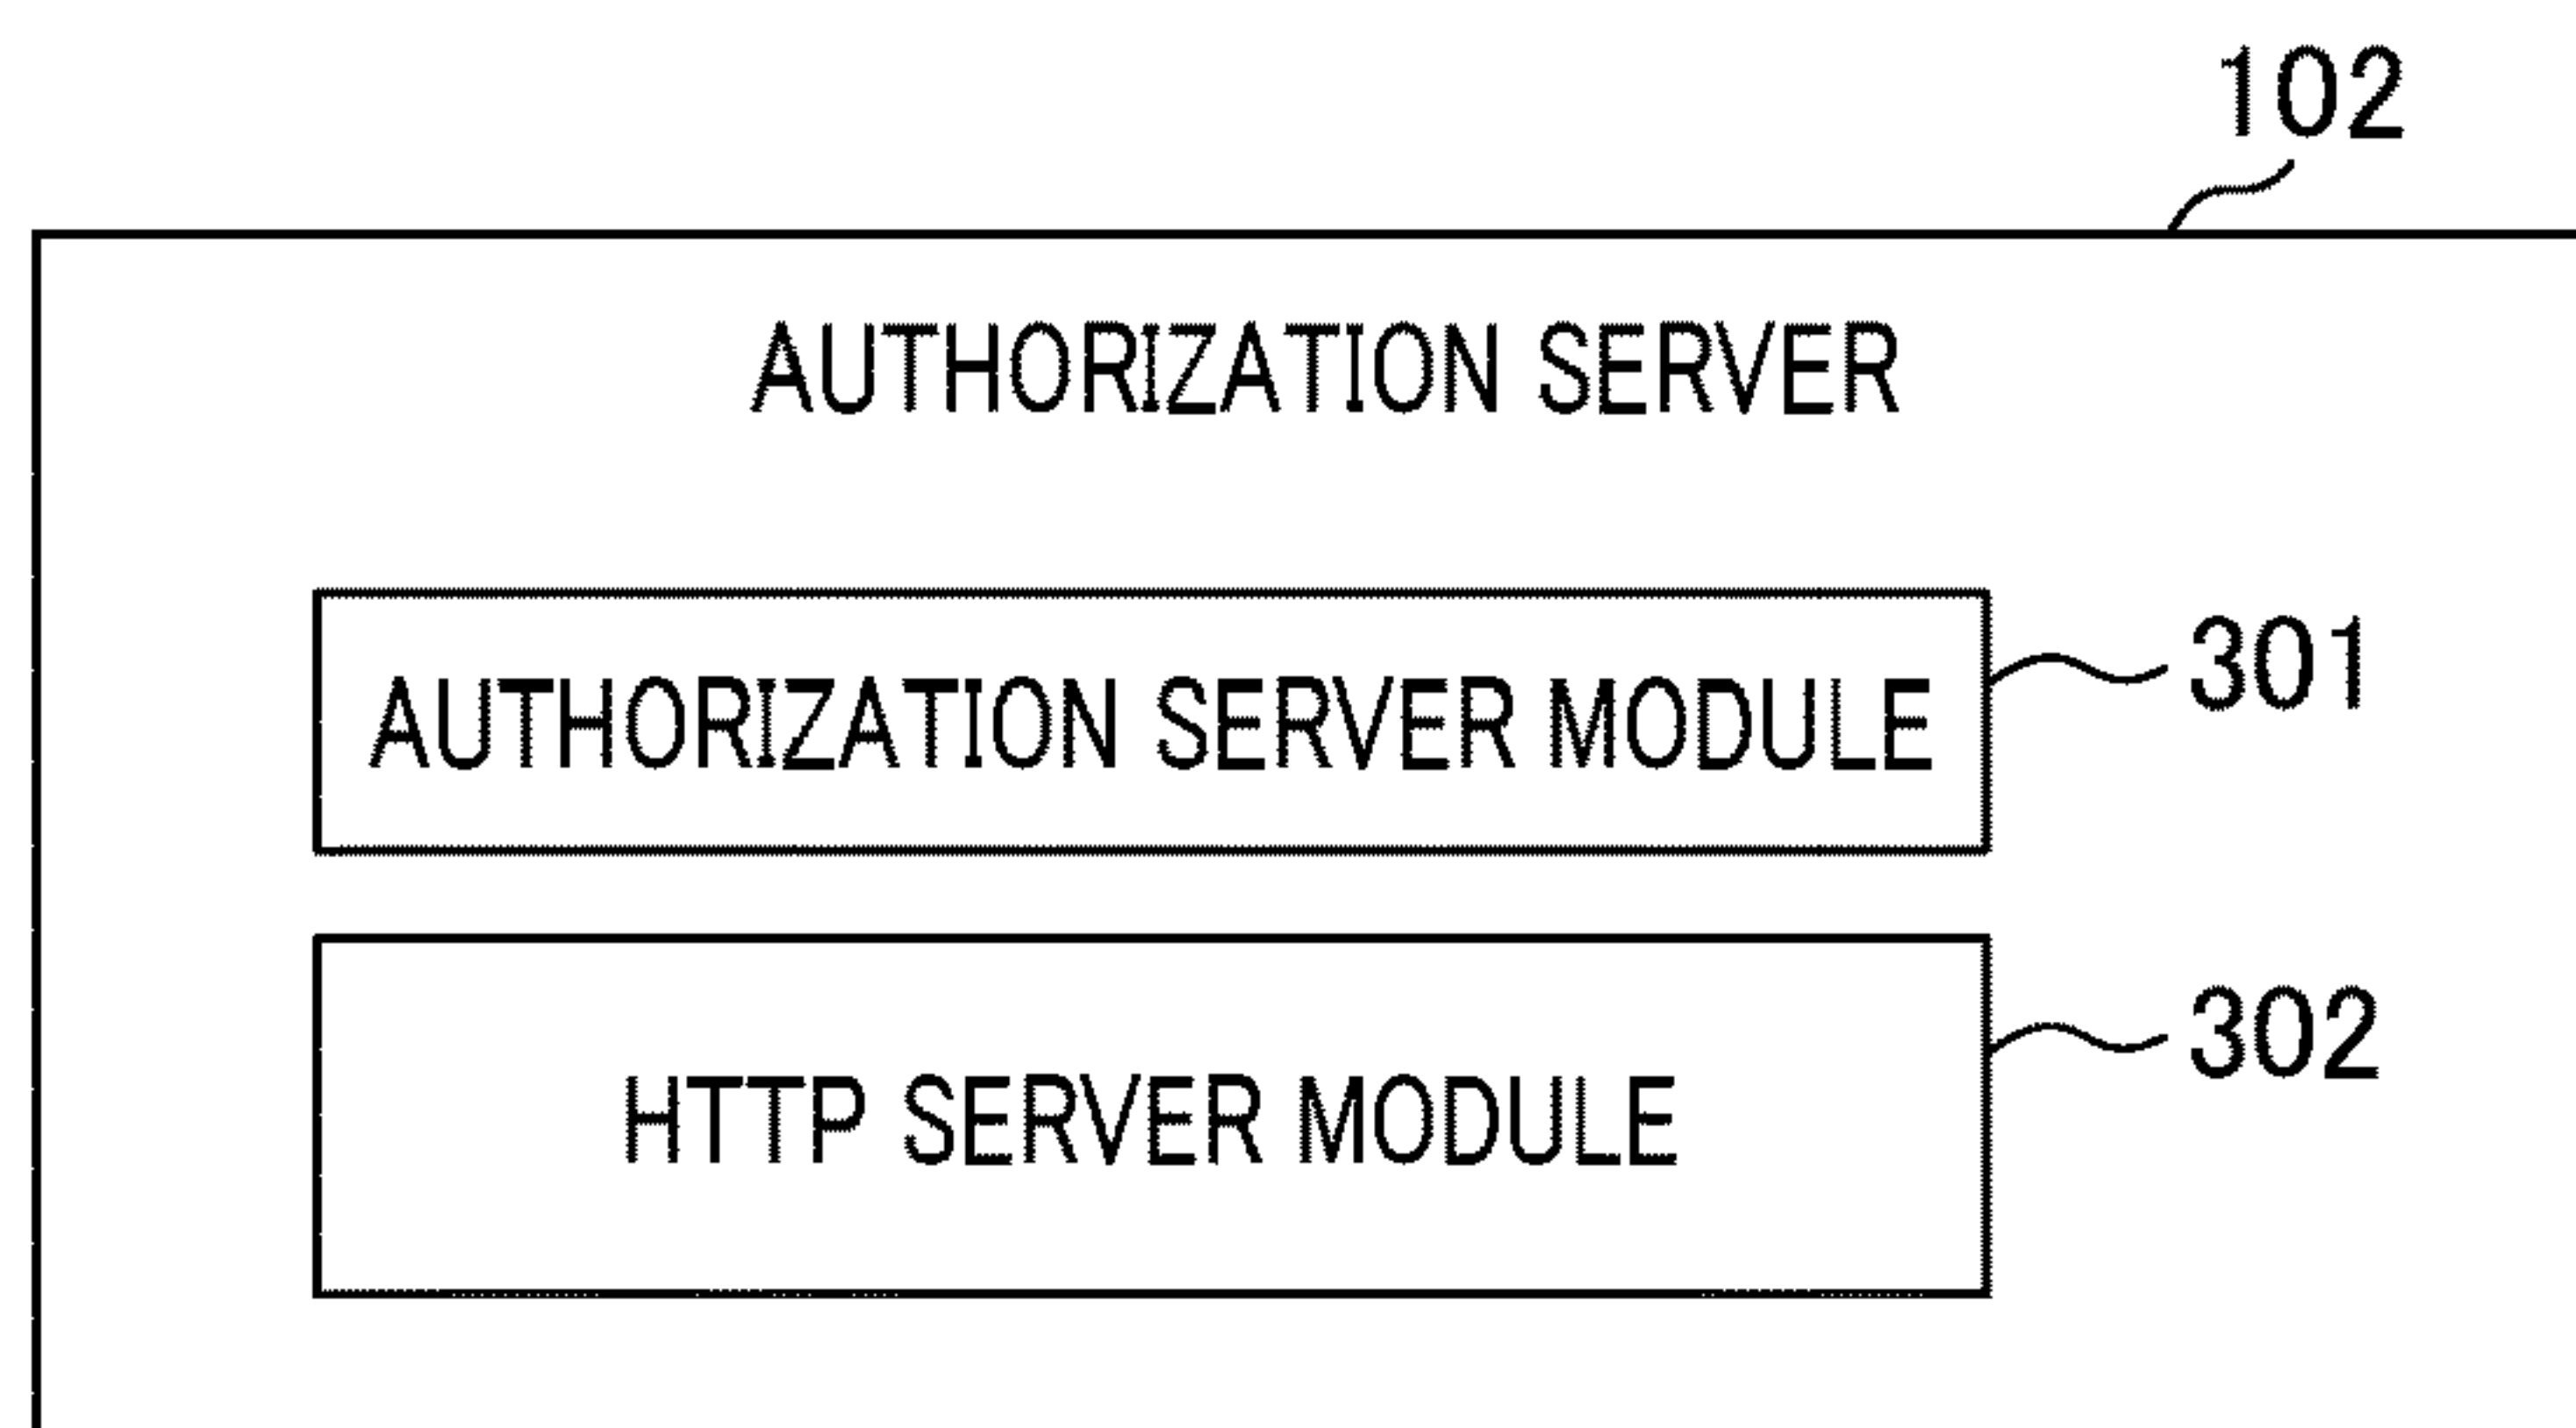 102
AUTHORIZATION SERVER
AUTHORIZATION SERVER MODULE
301
HTTP SERVER MODULE
302